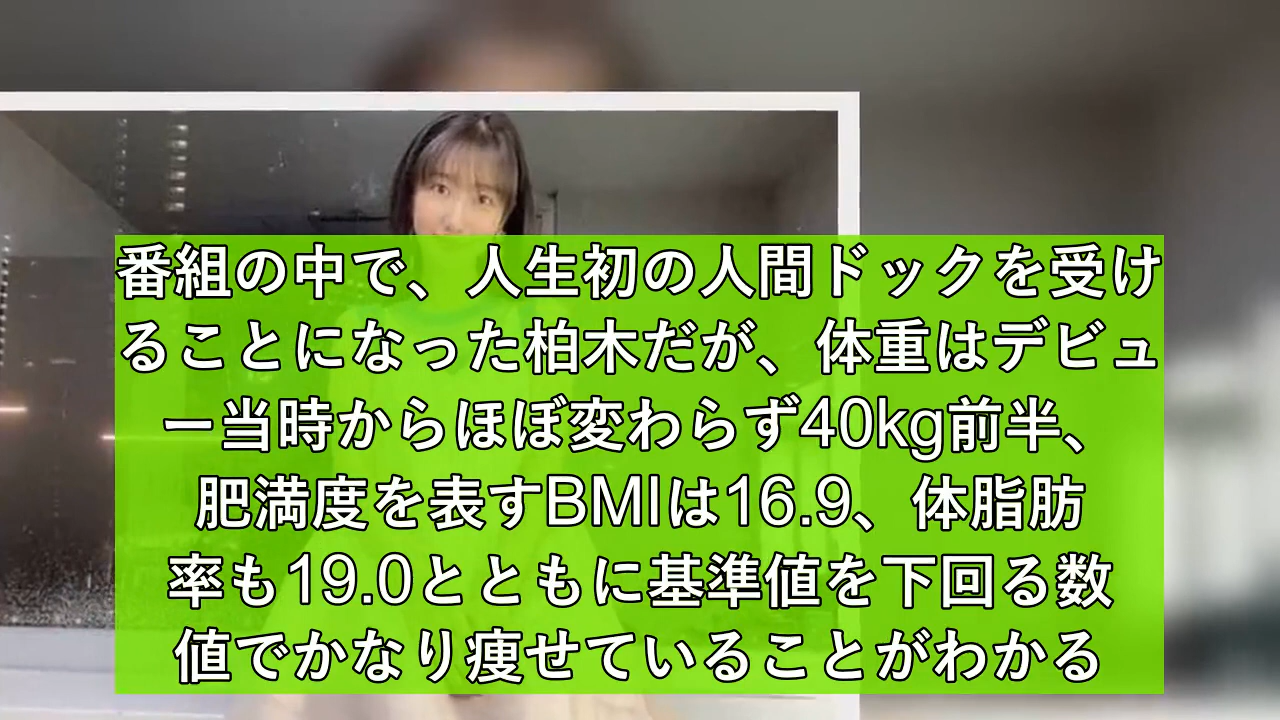 番組の中で、人生初の人間ドックを受け
ることになった柏木だが、体重はデビュ
ー当時からほぼ変わらず40kg前半、
肥満度を表すBMIは16.9、体脂肪
率も19.0とともに基準値を下回る数
値でかなり痩せていることがわかる